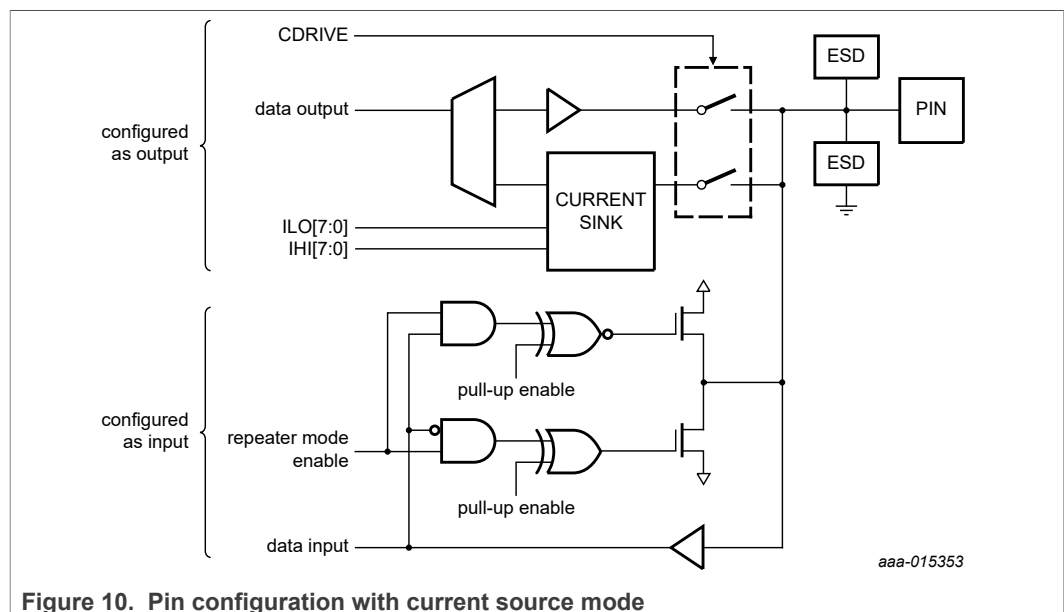 CDRIVE
ESD
data output
PIN
configured
as output
ESD
CURRENT
SINK
ILO[7:0]
IHI[7:0]
pull-up enable
configured
as input
repeater mode
enable
pull-up enable
data input
aaa-015353
Figure 10. Pin configuration with current source mode